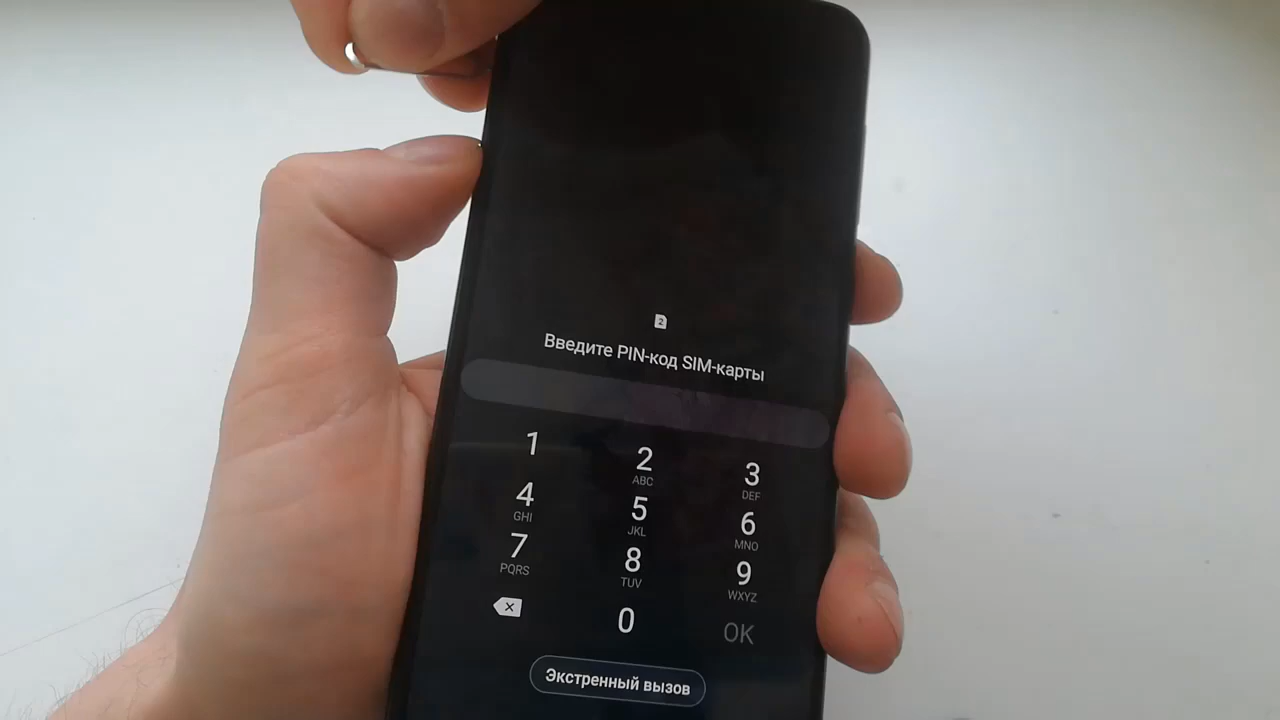 2
Введите PIN-код SIM-карты
1 2 3
ABC DEF
4 5 6
GHI JKL MNO
7 8 9
PQRS TUV WXYZ
0 OK
Экстренный вызов